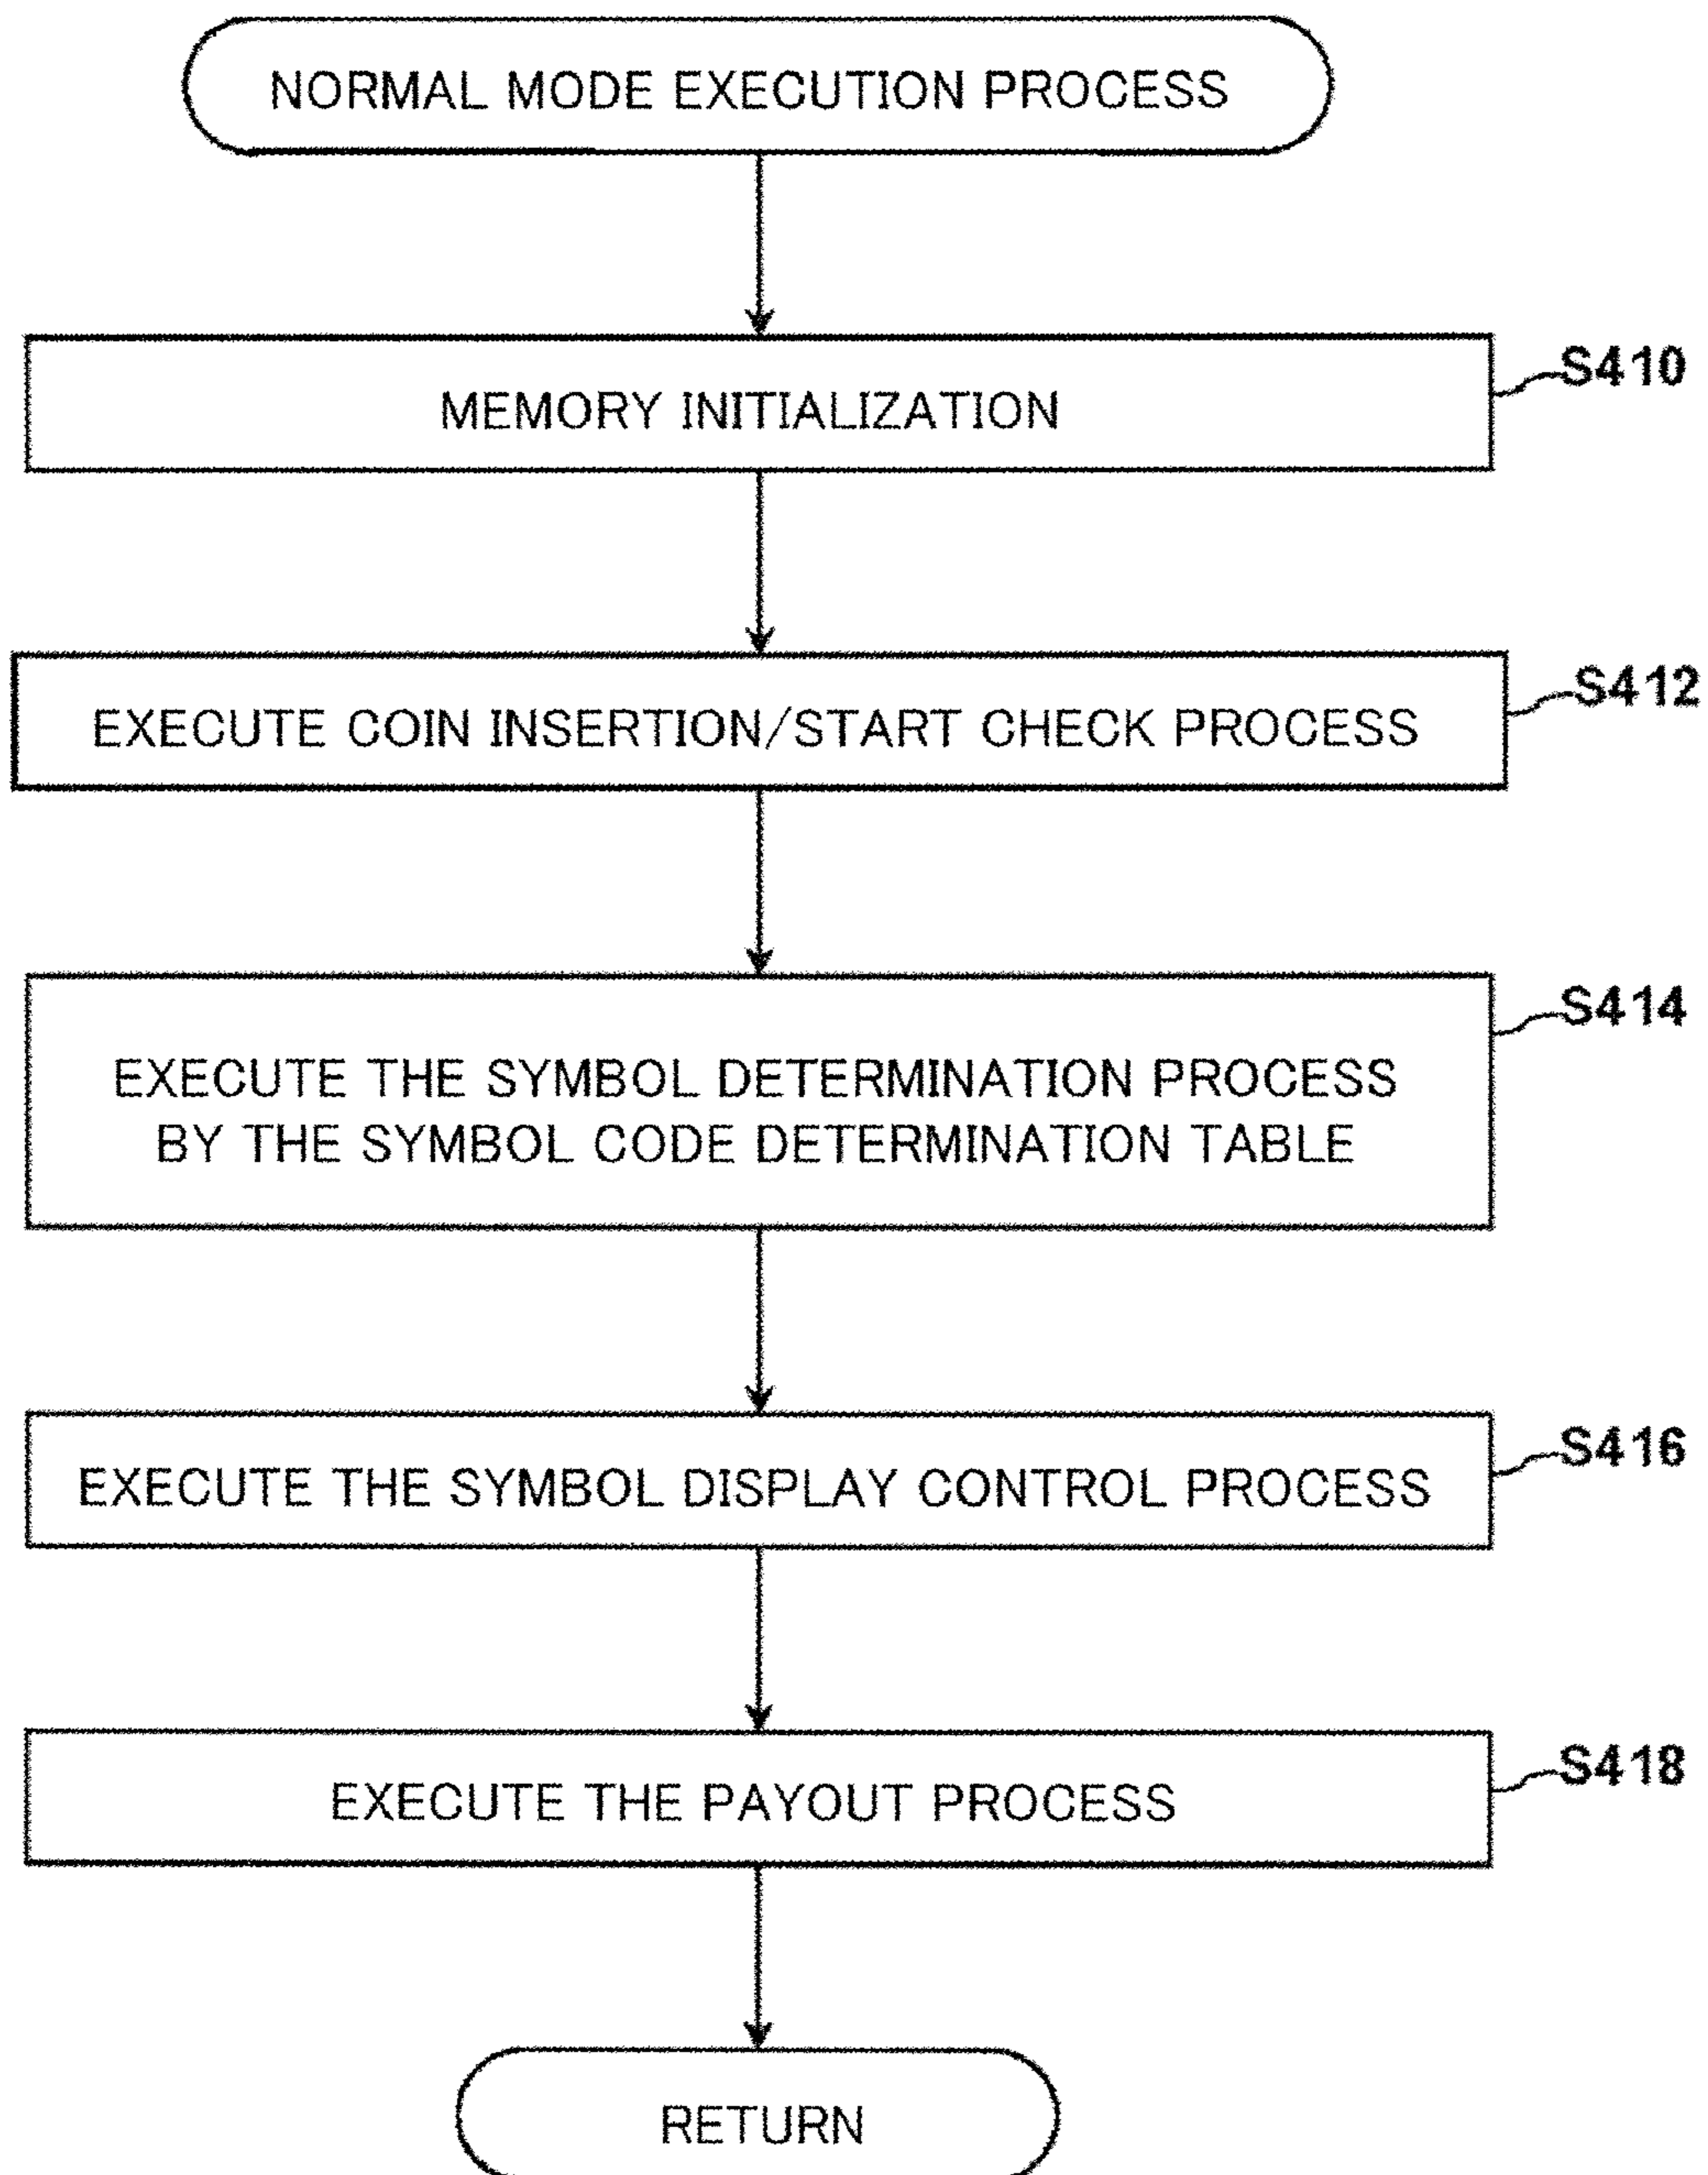 NORMAL MODE EXECUTION PROCESS
MEMORY INITIALIZATION
S410
EXECUTE COIN INSERTION/START CHECK PROCESS
S412
EXECUTE THE SYMBOL DETERMINATION PROCESS
BY THE SYMBOL CODE DETERMINATION TABLE
S414
EXECUTE THE SYMBOL DISPLAY CONTROL PROCESS
S416
EXECUTE THE PAYOUT PROCESS
S418
RETURN